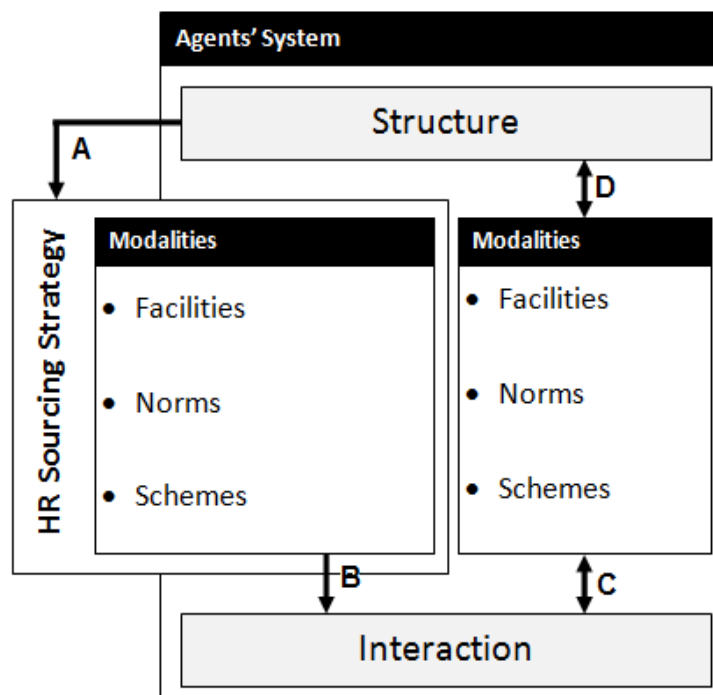 Agents’ System
Structure
A
D
HR Sourcing Strategy
Modalities
• Facilities
• Norms
• Schemes
Modalities
• Facilities
• Norms
• Schemes
B
C
Interaction